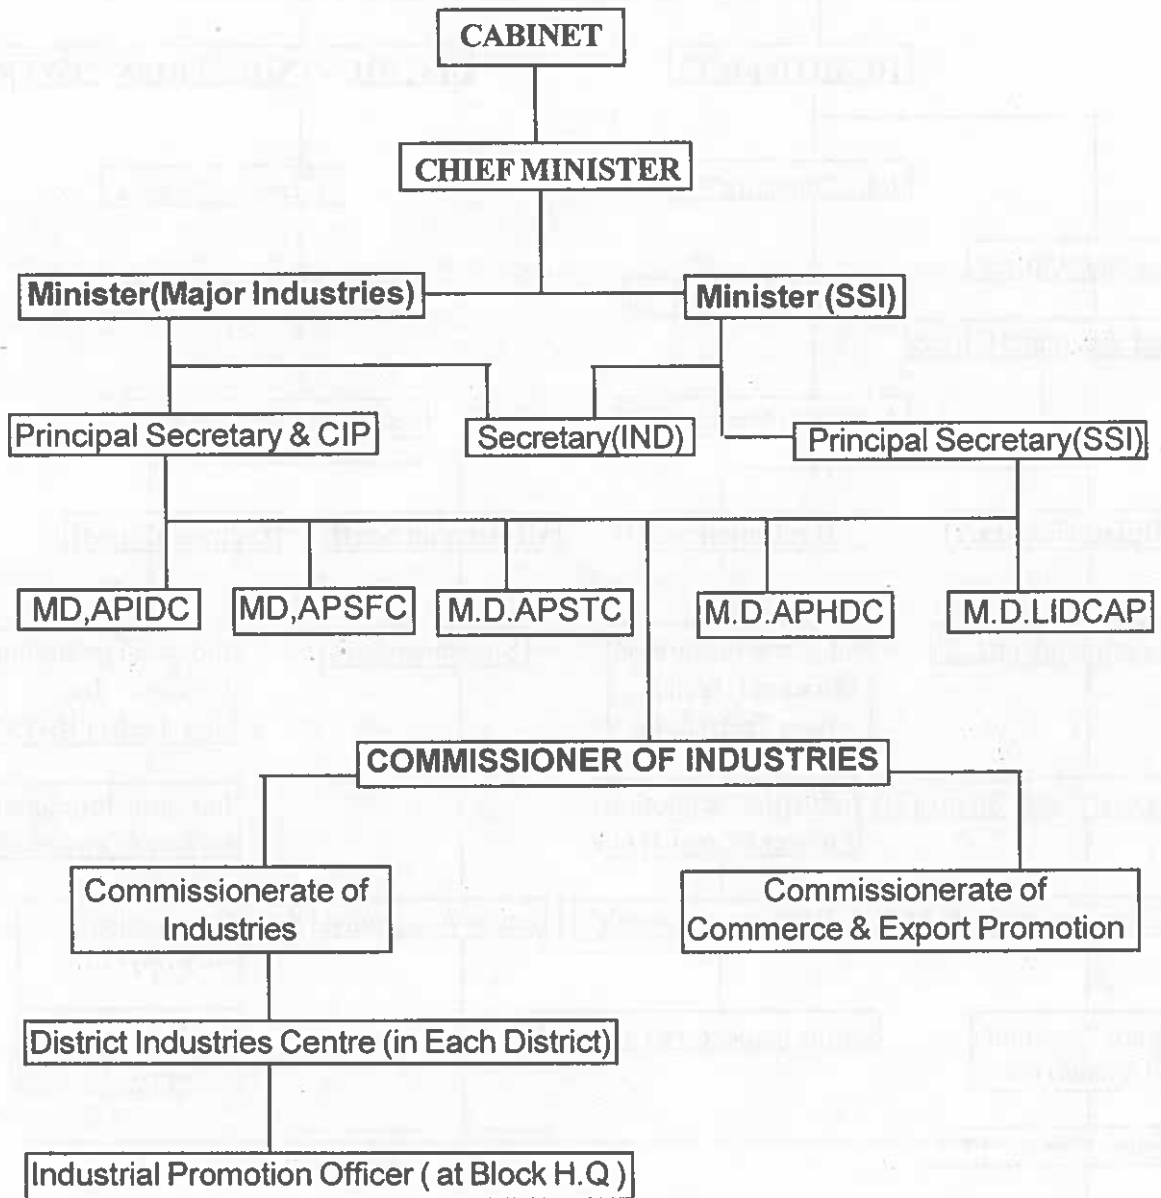 CABINET
CHIEF MINISTER
Minister(Major Industries)
Minister (SSI)
Principal Secretary & CIP
Secretary(IND)
Principal Secretary(SSI)
MD,APIDC
MD,APSFC
M.D.APSTC
M.D.APHDC
M.D.LIDCAP
COMMISSIONER OF INDUSTRIES
Commissionerate of
Industries
Commissionerate of
Commerce & Export Promotion
District Industries Centre (in Each District)
Industrial Promotion Officer ( at Block H.Q )